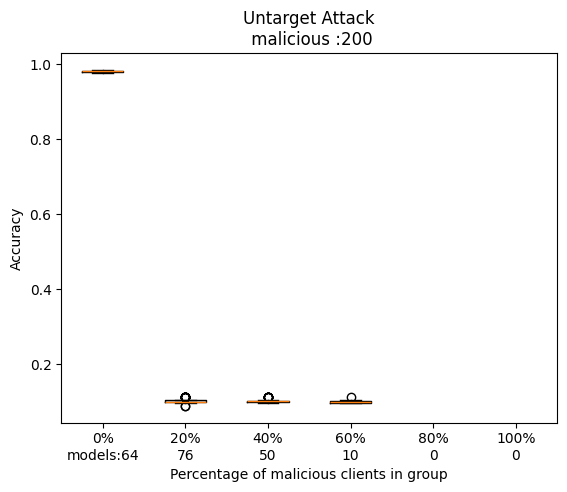 Untarget Attack
malicious :200
1.0
0.8
0.6
0.4
0.2
Accuracy
0% 20% 40% 60% 80% 100%
models:64 76 50 10 0 0
Percentage of malicious clients in group